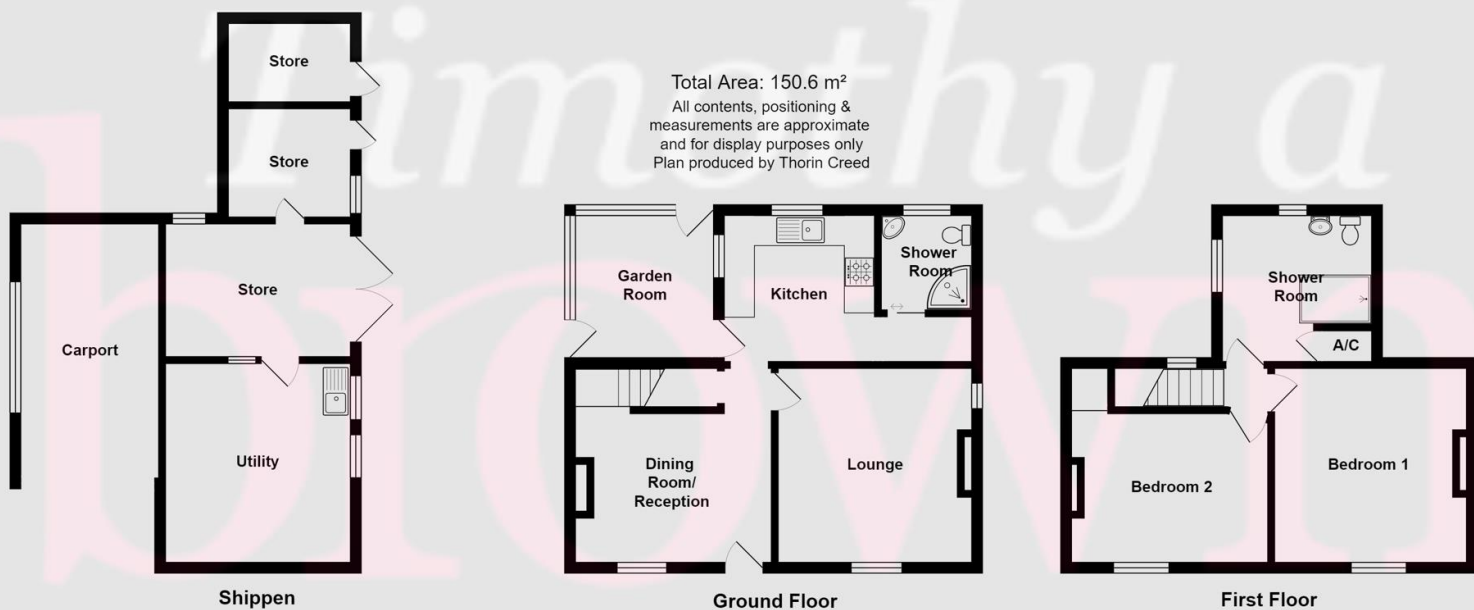 Timothy a
brown
Total Area: 150.6 m²
All contents, positioning &
measurements are approximate
and for display purposes only
Plan produced by Thorin Creed
Store
Store
Store
Carport
Utility
Shippen
Garden
Room
Kitchen
Shower
Room
Dining
Room/
Reception
Lounge
Ground Floor
Shower
Room
A/C
Bedroom 2
Bedroom 1
First Floor